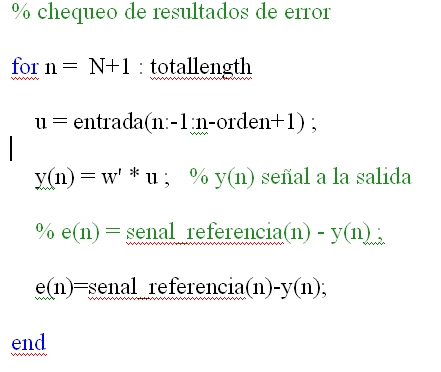 % chequeo de resultados de error
for n = N+1 : totallength
u = entrada(n:-1:n-orden+1) ;
y(n) = w' * u ; % y(n) señal a la salida
% e(n) = senal_referencia(n) - y(n) ;
e(n)=senal_referencia(n)-y(n);
end